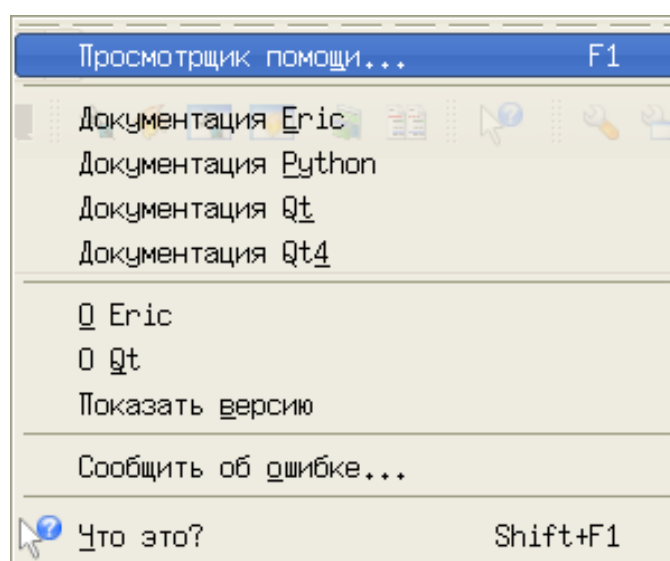 Просмотрщик помощи... F1
Документация Eric
Документация Python
Документация Qt
Документация Qt4
О Eric
О Qt
Показать версию
Сообщить об ошибке...
Что это? Shift+F1